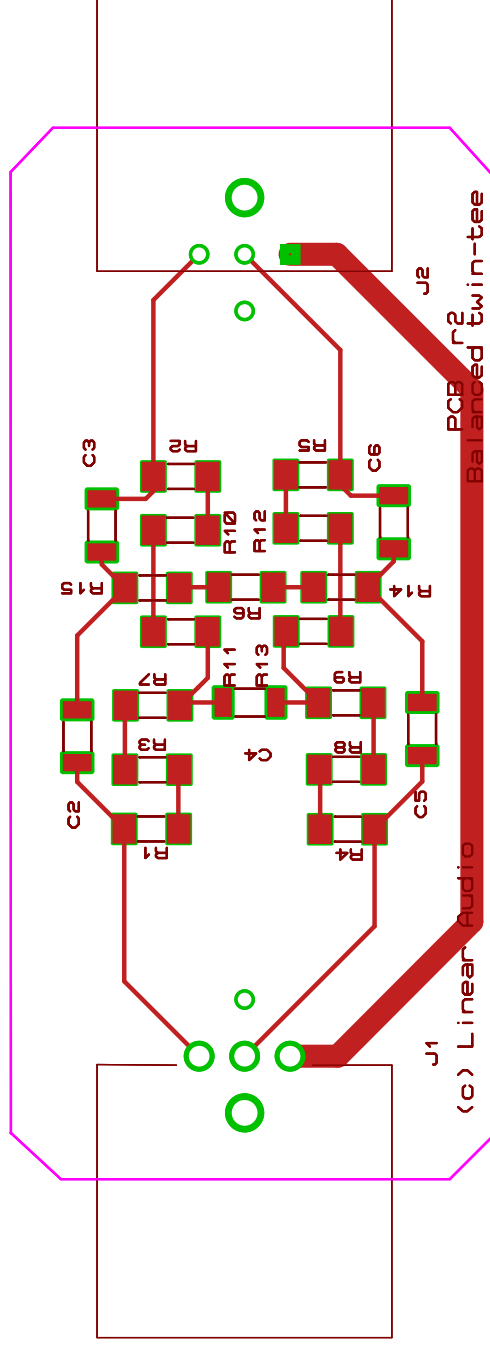 J2
PCB r2
Balanced twin-tee
C3
R2
R5
C6
R10
R12
R15
R14
R6
R11
R13
R7
R9
R3
C4
R8
C2
C5
R1
R4
(c) Linear Audio
J1